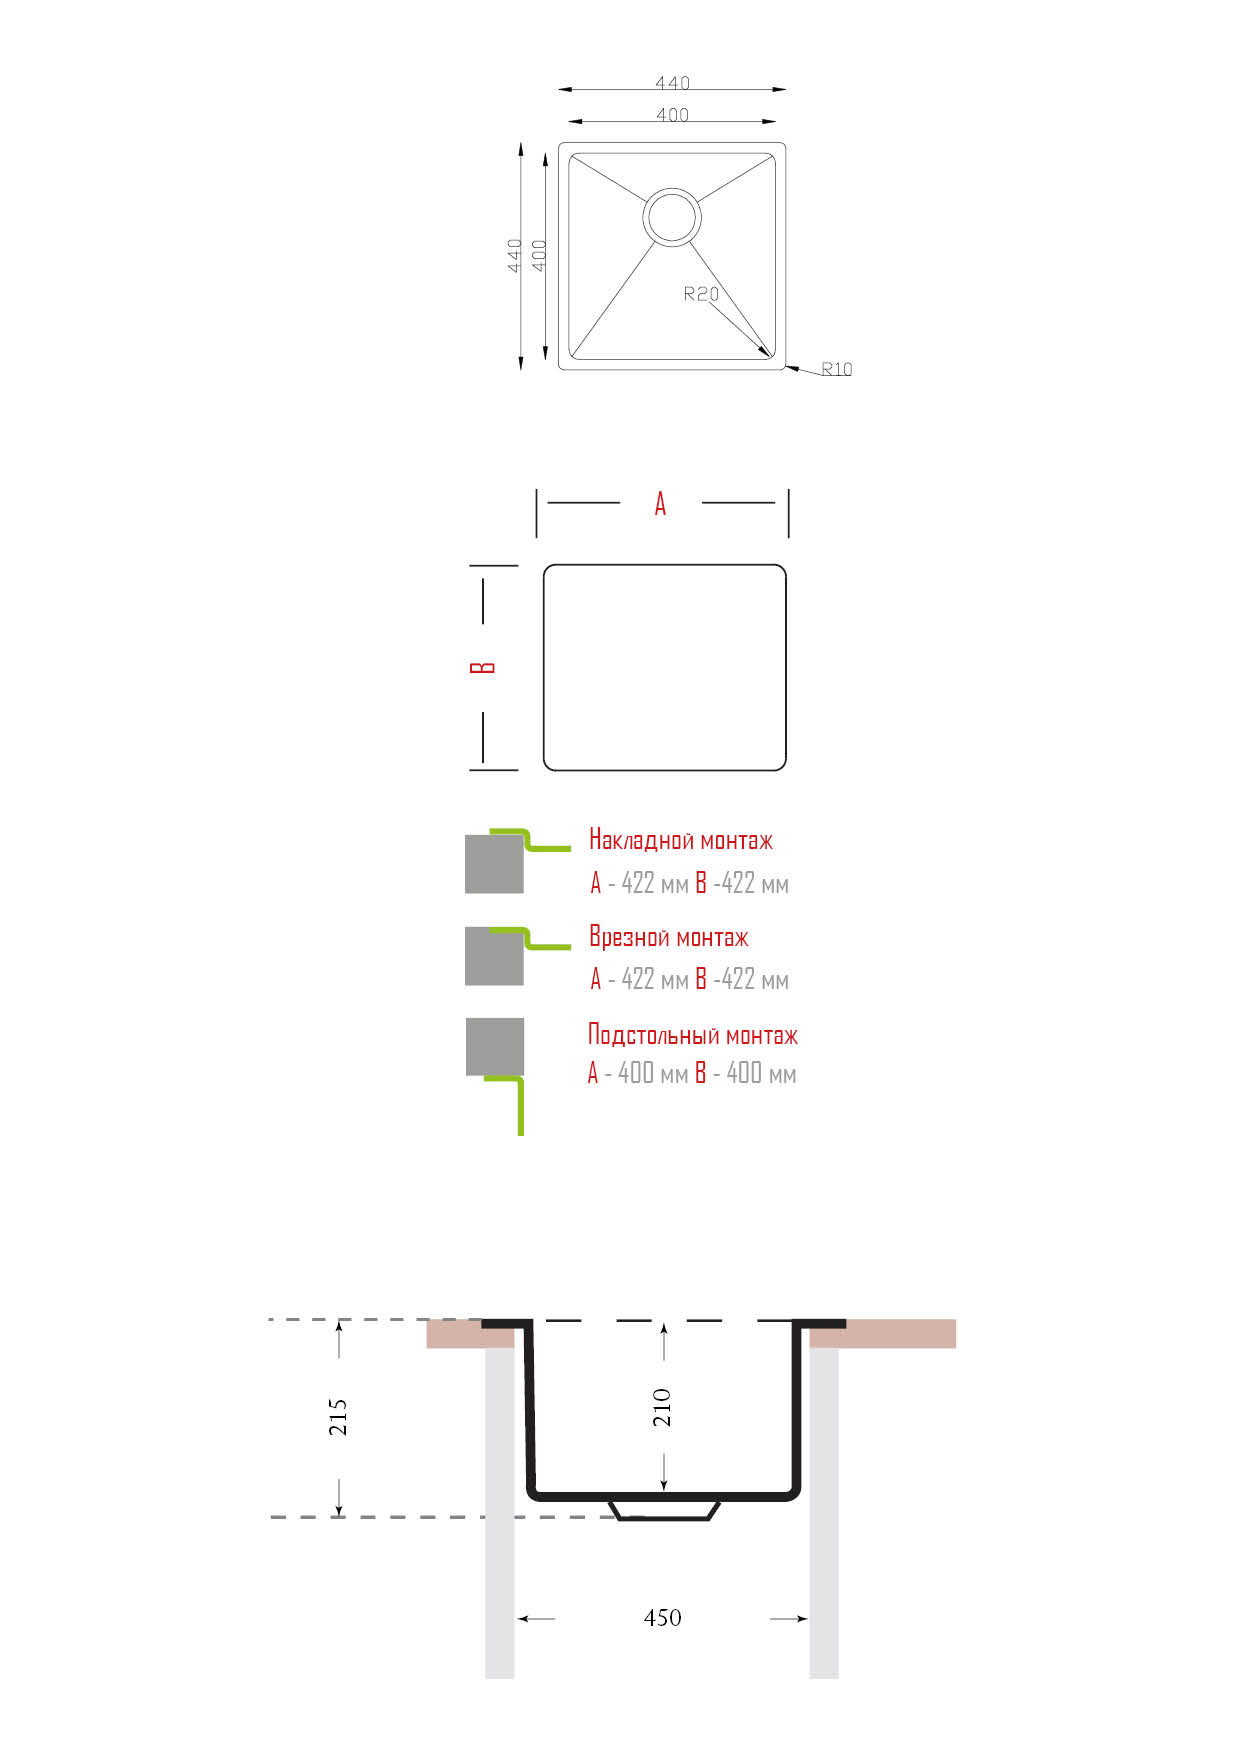 440
400
440
400
R20
R10
A
B
Накладной монтаж
A - 422 мм B -422 мм
Врезной монтаж
A - 422 мм B -422 мм
Подстольный монтаж
A - 400 мм B - 400 мм
215
210
450